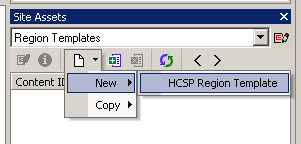 Site Assets
Region Templates
Content ID
New
HCSP Region Template
Copy